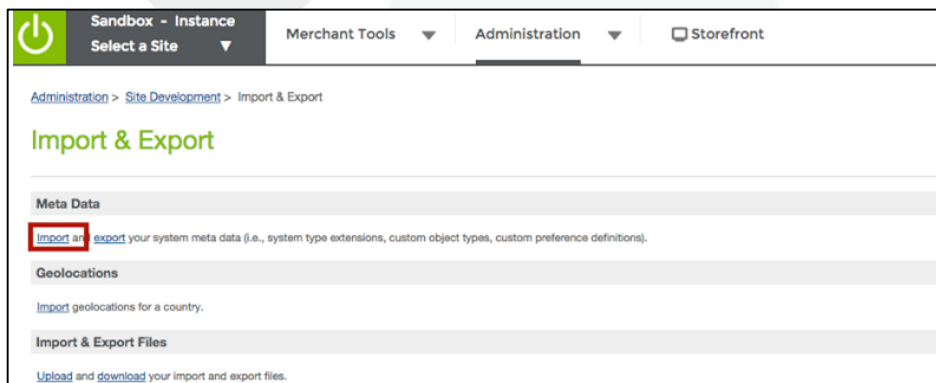 Sandbox - Instance
Select a Site
Merchant Tools
Administration
Storefront
Administration > Site Development > Import & Export
Import & Export
Meta Data
Import and export your system meta data (i.e., system type extensions, custom object types, custom preference definitions).
Geolocations
Import geolocations for a country.
Import & Export Files
Upload and download your import and export files.